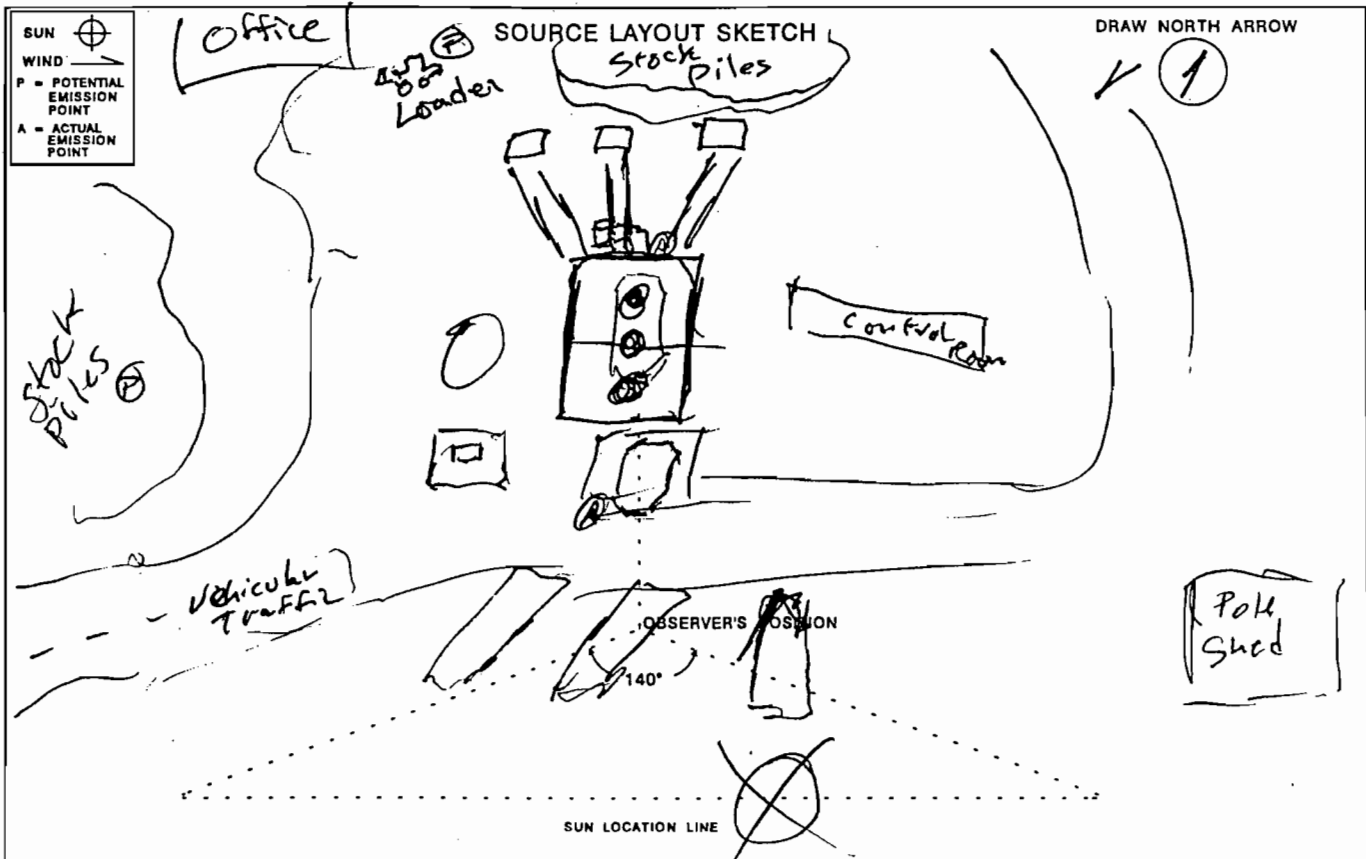 SUN
WIND
P = POTENTIAL
EMISSION
POINT
A = ACTUAL
EMISSION
POINT
Office
SOURCE LAYOUT SKETCH
DRAW NORTH ARROW
P
Loader
Stock
Piles
A
Stock
Piles
P
Control
Room
A
Vehicular
Traffic
OBSERVER'S POSITION
140°
Pole
Shed
SUN LOCATION LINE